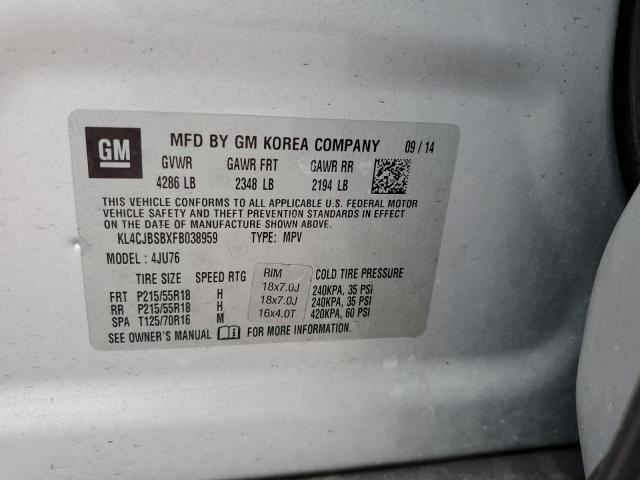 GM
MFD BY GM KOREA COMPANY 09 / 14
GVWR GAWR FRT GAWR RR
4286 LB 2348 LB 2194 LB
THIS VEHICLE CONFORMS TO ALL APPLICABLE U.S. FEDERAL MOTOR
VEHICLE SAFETY AND THEFT PREVENTION STANDARDS IN EFFECT ON
THE DATE OF MANUFACTURE SHOWN ABOVE.
KL4CJBSBXFB038959 TYPE: MPV
MODEL : 4JU76
TIRE SIZE SPEED RTG RIM COLD TIRE PRESSURE
FRT P215/55R18 H 18x7.0J 240KPA, 35 PSI
RR P215/55R18 H 18x7.0J 240KPA, 35 PSI
SPA T125/70R16 M 16x4.0T 420KPA, 60 PSI
SEE OWNER'S MANUAL FOR MORE INFORMATION.